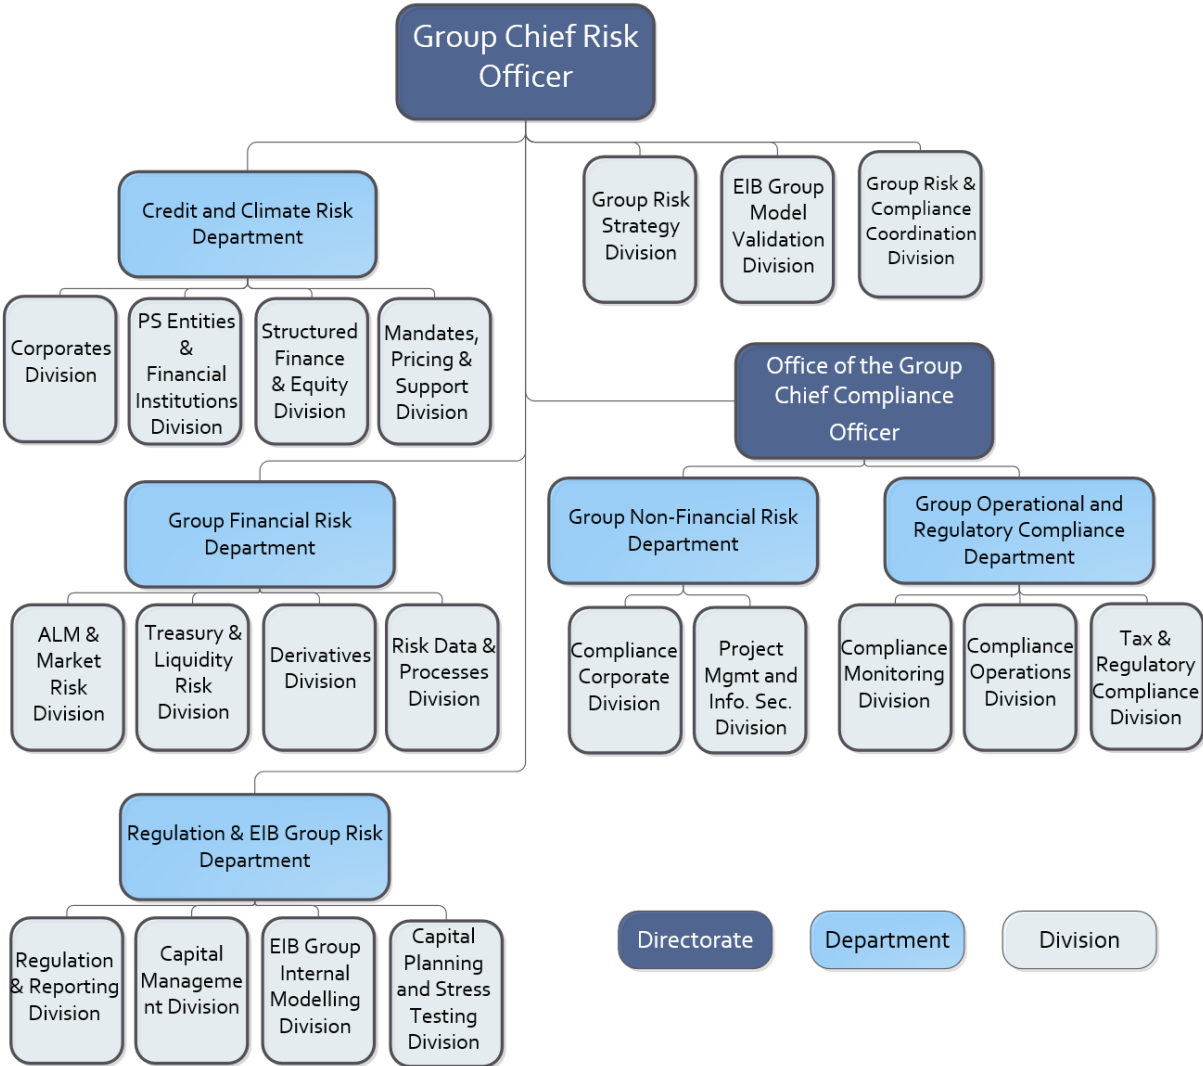 Group Chief Risk
Officer
Credit and Climate Risk
Department
Group Risk
Strategy
Division
EIB Group
Model
Validation
Division
Group Risk &
Compliance
Coordination
Division
Corporates
Division
PS Entities
&
Financial
Institutions
Division
Structured
Finance
& Equity
Division
Mandates,
Pricing &
Support
Division
Office of the Group
Chief Compliance
Officer
Group Financial Risk
Department
Group Non-Financial Risk
Department
Group Operational and
Regulatory Compliance
Department
ALM &
Market
Risk
Division
Treasury &
Liquidity
Risk
Division
Derivatives
Division
Risk Data &
Processes
Division
Compliance
Corporate
Division
Project
Mgmt and
Info. Sec.
Division
Compliance
Monitoring
Division
Compliance
Operations
Division
Tax &
Regulatory
Compliance
Division
Regulation & EIB Group Risk
Department
Regulation
& Reporting
Division
Capital
Manageme
nt Division
EIB Group
Internal
Modelling
Division
Capital
Planning
and Stress
Testing
Division
Directorate
Department
Division